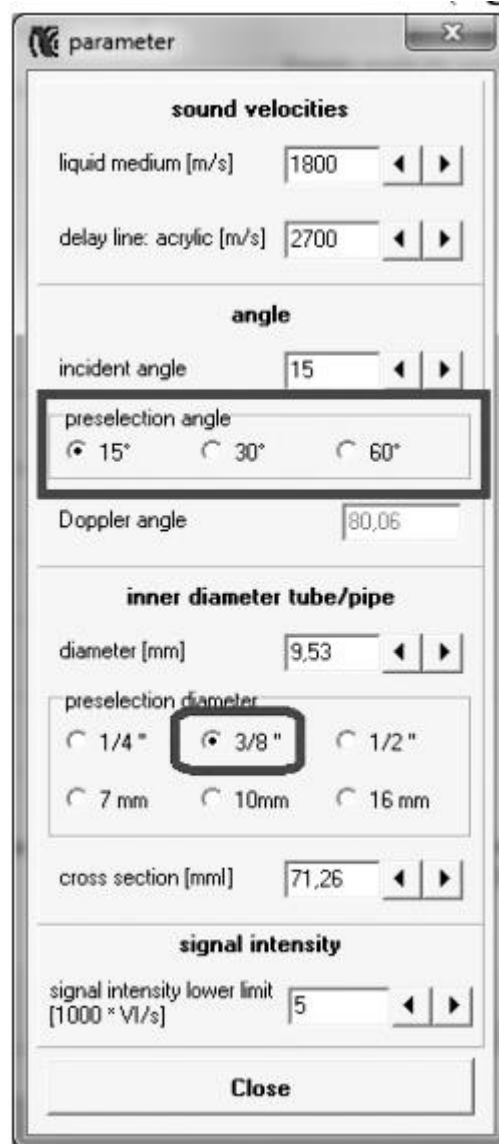 parameter
sound velocities
liquid medium [m/s] 1800
delay line: acrylic [m/s] 2700
angle
incident angle 15
preselection angle
15° 30° 60°
Doppler angle 80,06
inner diameter tube/pipe
diameter [mm] 9,53
preselection diameter
1/4 " 3/8 " 1/2 "
7 mm 10mm 16 mm
cross section [mml] 71,26
signal intensity
signal intensity lower limit
[1000 * VI/s] 5
Close